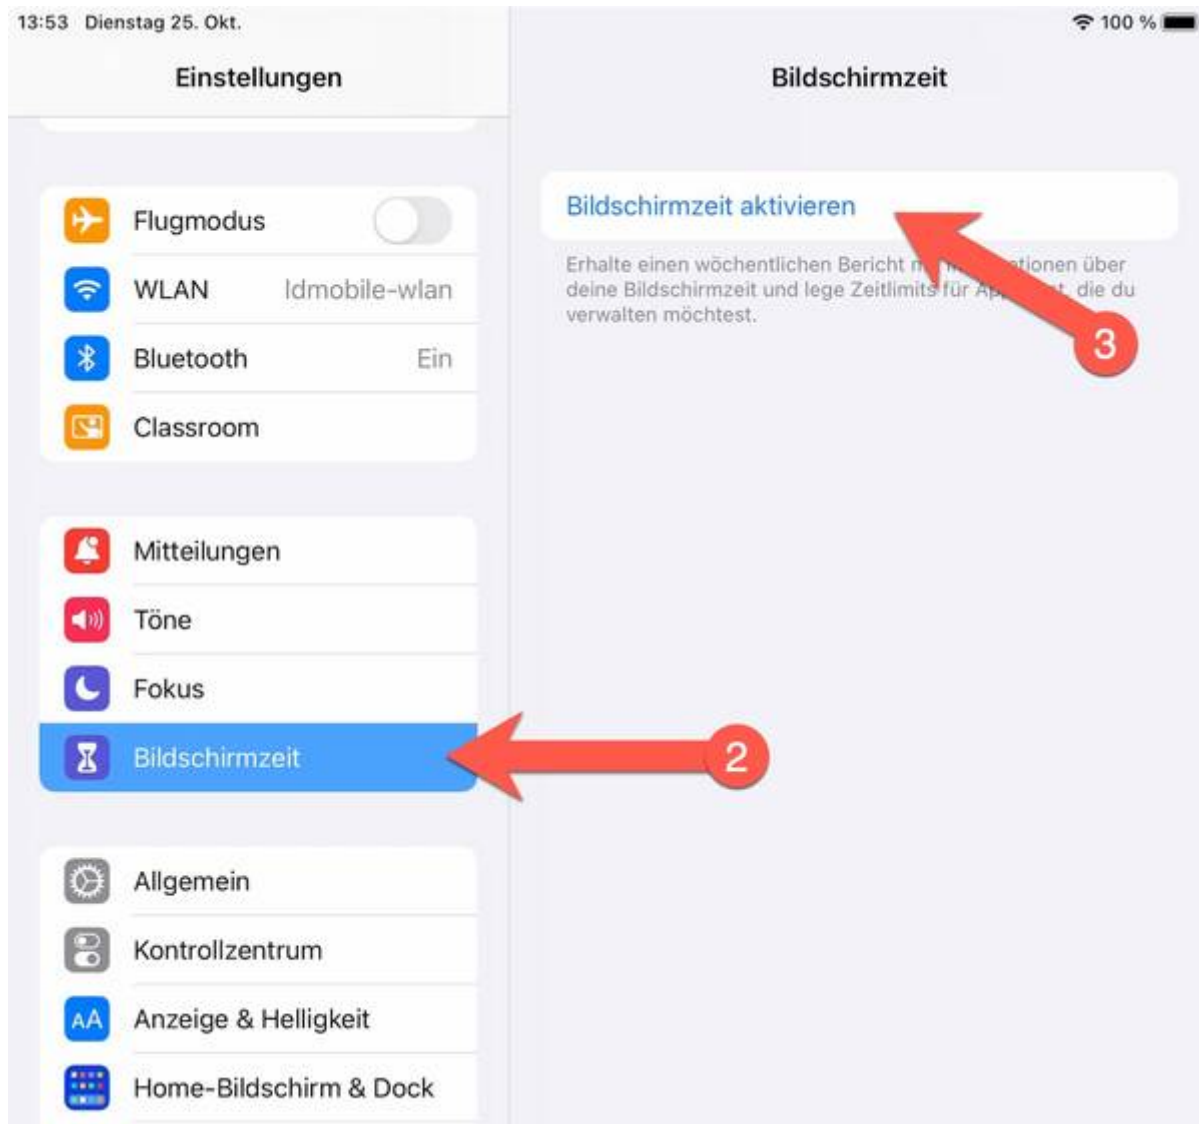 13:53 Dienstag 25. Okt.
100 %
Einstellungen
Flugmodus
WLAN ldmobile-wlan
Bluetooth Ein
Classroom
Mitteilungen
Töne
Fokus
Bildschirmzeit
Allgemein
Kontrollzentrum
AA Anzeige & Helligkeit
Home-Bildschirm & Dock
Bildschirmzeit
Bildschirmzeit aktivieren
Erhalte einen wöchentlichen Bericht über
deine Bildschirmzeit und lege Zeitlimits für die du
verwalten möchtest.
3
2